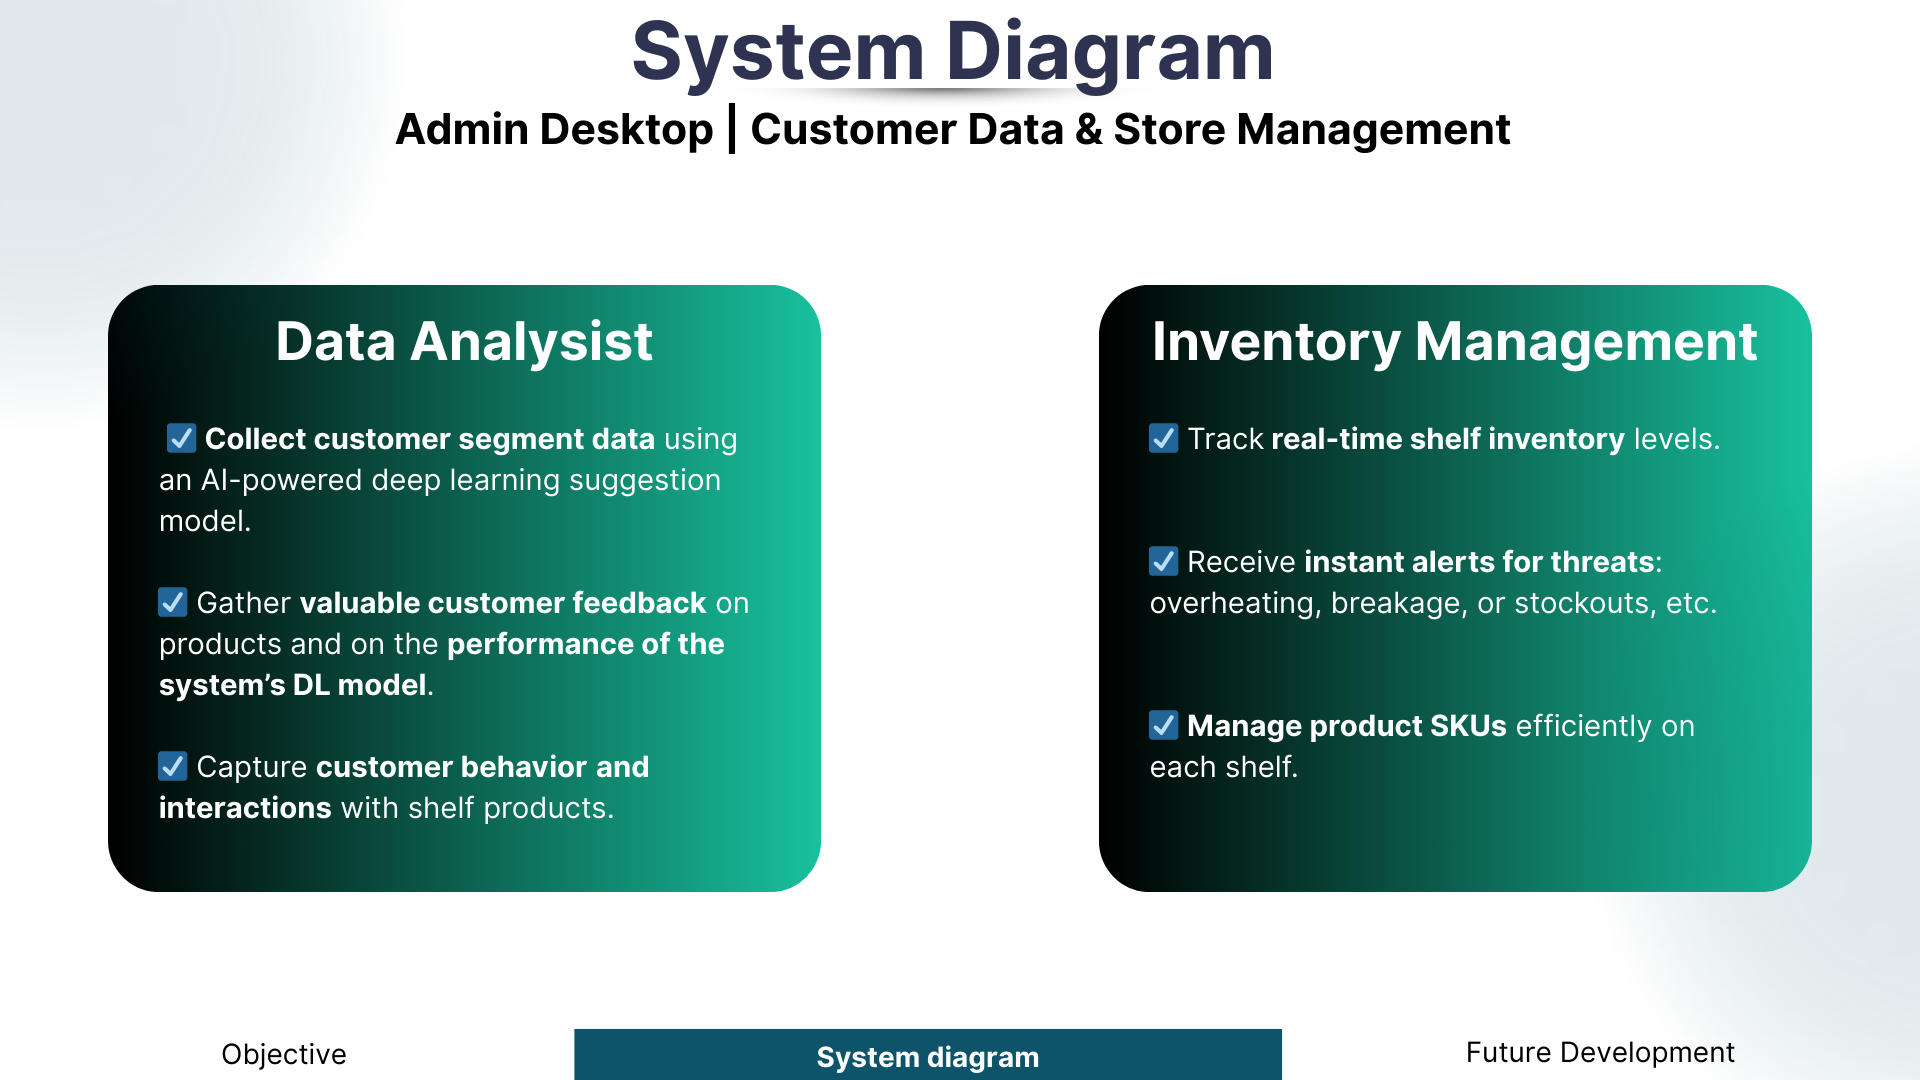 System Diagram
Admin Desktop | Customer Data & Store Management
Data Analysist
☑ Collect customer segment data using
an AI-powered deep learning suggestion
model.
☑ Gather valuable customer feedback on
products and on the performance of the
system’s DL model.
☑ Capture customer behavior and
interactions with shelf products.
Inventory Management
☑ Track real-time shelf inventory levels.
☑ Receive instant alerts for threats:
overheating, breakage, or stockouts, etc.
☑ Manage product SKUs efficiently on
each shelf.
Objective
System diagram
Future Development